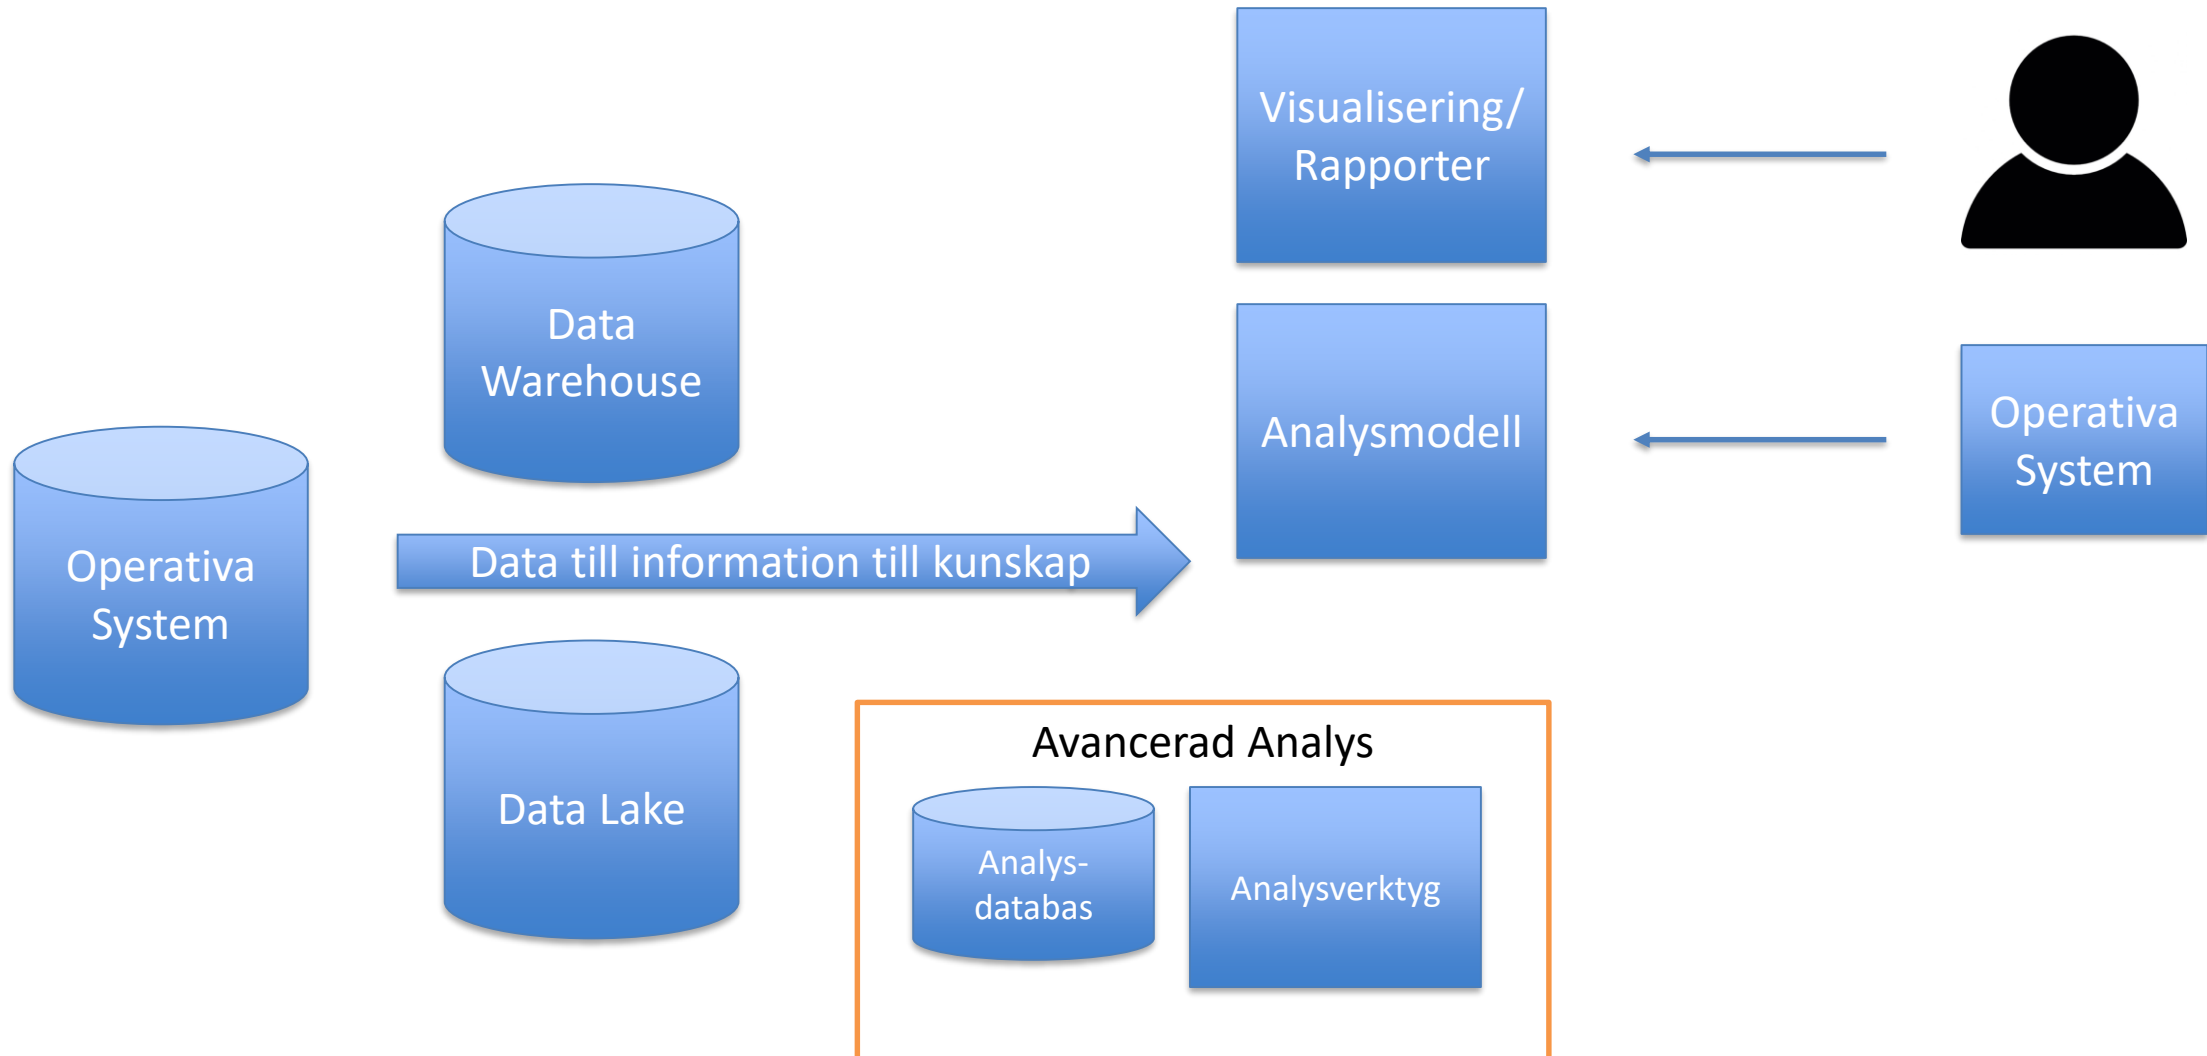 Visualisering/
Rapporter
Data
Warehouse
Analysmodell
Operativa
System
Operativa
System
Data till information till kunskap
Data Lake
Avancerad Analys
Analys-
databas
Analysverktyg